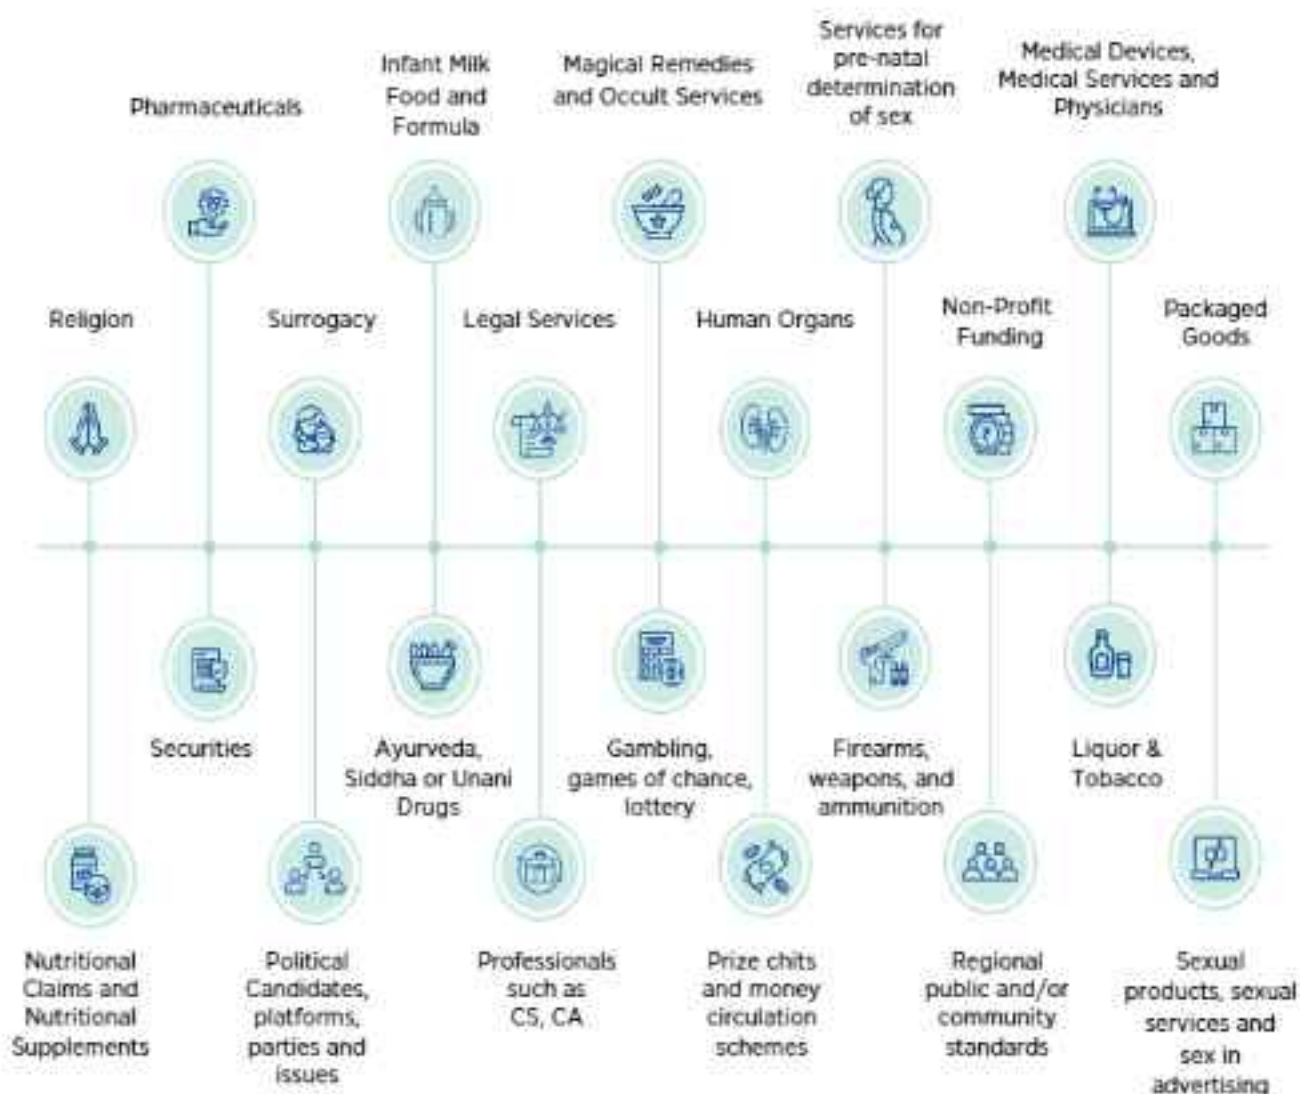 Services for
pre-natal
determination
of sex
Medical Devices,
Medical Services and
Physicians
Infant Milk
Food and
Formula
Magical Remedies
and Occult Services
Pharmaceuticals
Religion
Surrogacy
Legal Services
Human Organs
Non-Profit
Funding
Packaged
Goods
Securities
Ayurveda,
Siddha or Unani
Drugs
Gambling,
games of chance,
lottery
Firearms,
weapons, and
ammunition
Liquor &
Tobacco
Nutritional
Claims and
Nutritional
Supplements
Political
Candidates,
platforms,
parties and
issues
Professionals
such as
CS, CA
Prize chits
and money
circulation
schemes
Regional
public and/or
community
standards
Sexual
products, sexual
services and
sex in
advertising